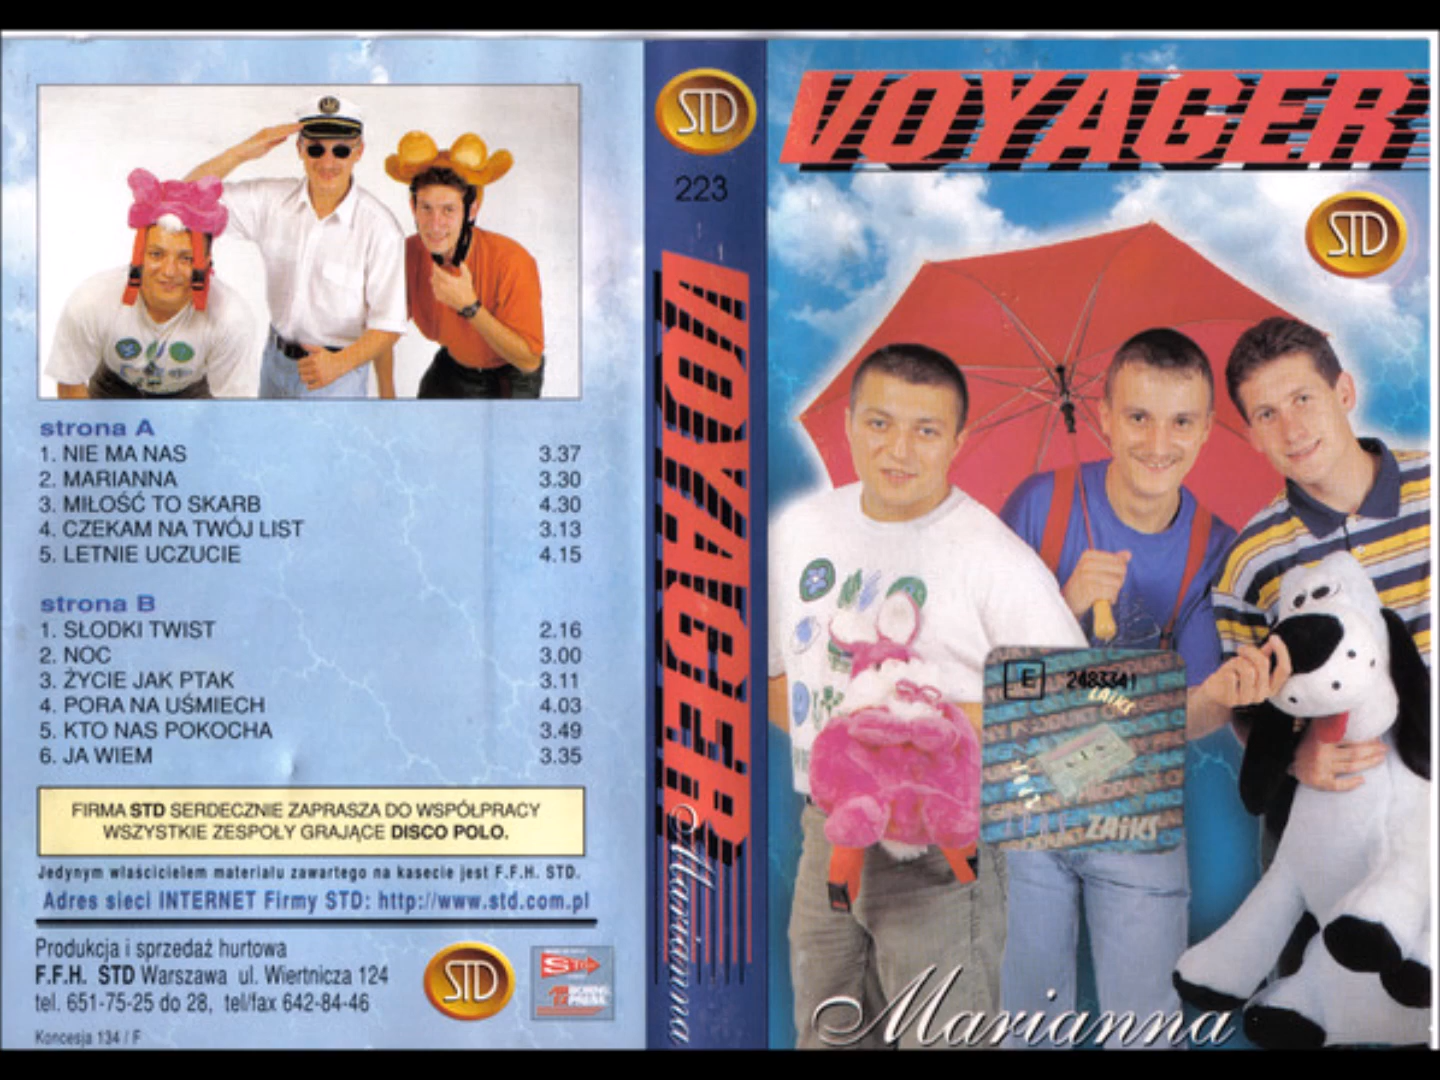 strona A
1. NIE MA NAS 3.37
2. MARIANNA 3.30
3. MIŁOŚĆ TO SKARB 4.30
4. CZEKAM NA TWÓJ LIST 3.13
5. LETNIE UCZUCIE 4.15
strona B
1. SŁODKI TWIST 2.16
2. NOC 3.00
3. ŻYCIE JAK PTAK 3.11
4. PORA NA UŚMIECH 4.03
5. KTO NAS POKOCHA 3.49
6. JA WIEM 3.35
FIRMA STD SERDECZNIE ZAPRASZA DO WSPÓŁPRACY
WSZYSTKIE ZESPOŁY GRAJĄCE DISCO POLO.
Jedynym właścicielem materiału zawartego na kasecie jest F.F.H. STD.
Adres sieci INTERNET Firmy STD: http://www.std.com.pl
Produkcja i sprzedaż hurtowa
F.F.H. STD Warszawa ul. Wiertnicza 124
tel. 651-75-25 do 28, tel/fax 642-84-46
Koncesja 134 / F
STD
STD
223
VOYAGER
Marianna
VOYAGER
STD
E 2483341
ZAiKS
ZAiKS
Marianna